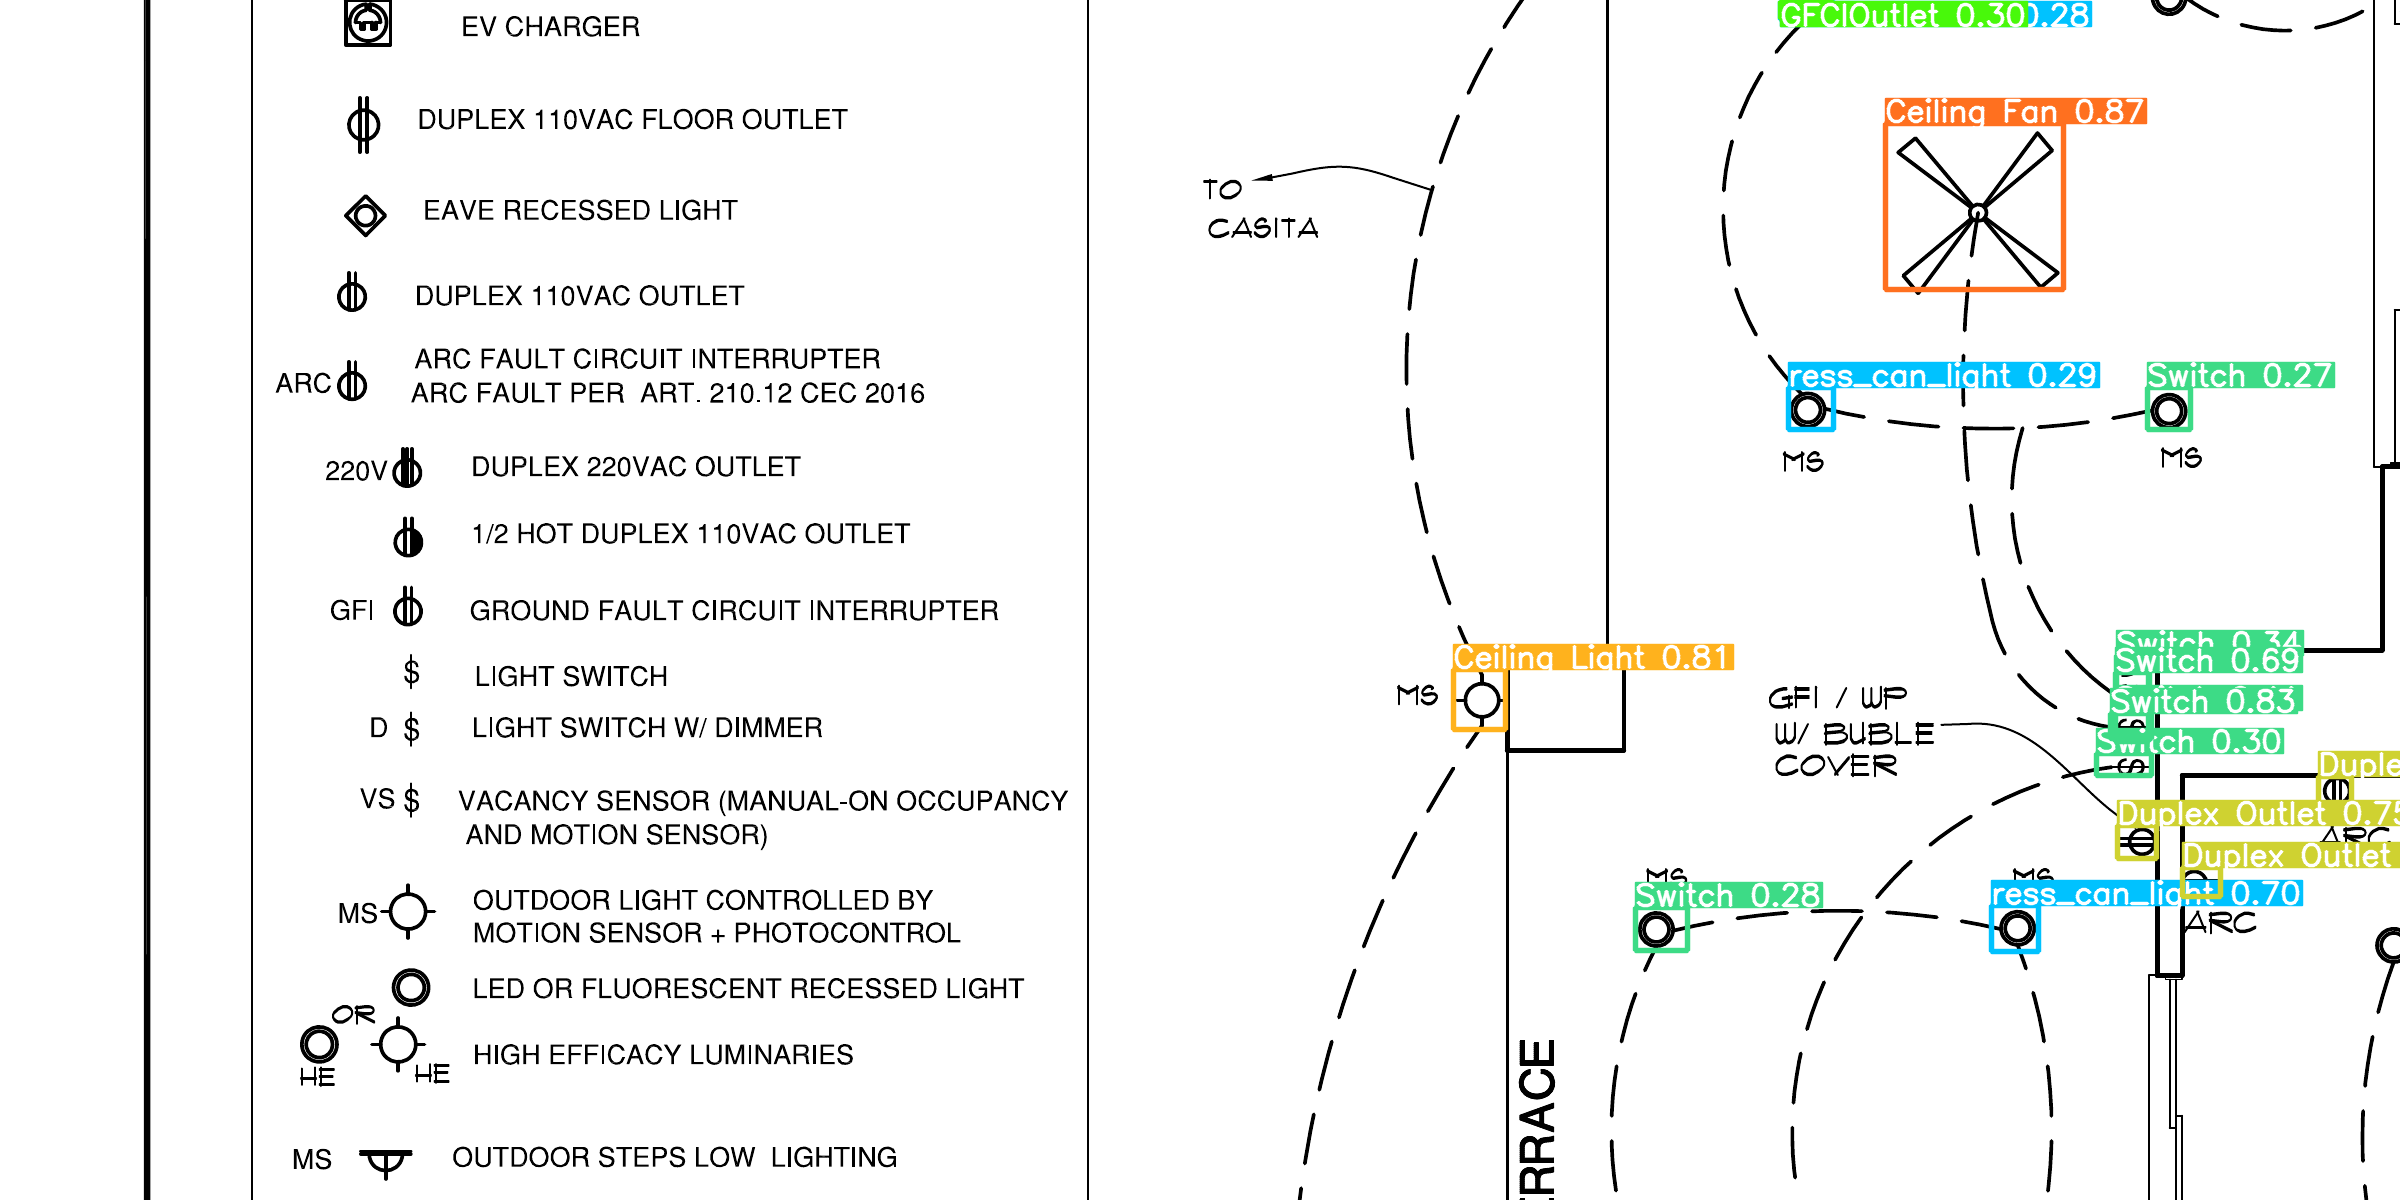 EV CHARGER
DUPLEX 110VAC FLOOR OUTLET
EAVE RECESSED LIGHT
DUPLEX 110VAC OUTLET
ARC
ARC FAULT CIRCUIT INTERRUPTER
ARC FAULT PER ART. 210.12 CEC 2016
220V DUPLEX 220VAC OUTLET
1/2 HOT DUPLEX 110VAC OUTLET
GFI GROUND FAULT CIRCUIT INTERRUPTER
$ LIGHT SWITCH
D $ LIGHT SWITCH W/ DIMMER
VS $ VACANCY SENSOR (MANUAL-ON OCCUPANCY
AND MOTION SENSOR)
MS OUTDOOR LIGHT CONTROLLED BY
MOTION SENSOR + PHOTOCONTROL
LED OR FLUORESCENT RECESSED LIGHT
OR
HE HE HIGH EFFICACY LUMINARIES
MS OUTDOOR STEPS LOW LIGHTING
TO
CASITA
GFCIOutlet 0.30 0.28
Ceiling Fan 0.87
ress_can_light 0.29
Switch 0.27
MS
MS
Ceiling Light 0.81
MS
Switch 0.34
Switch 0.69
Switch 0.83
Switch 0.30
$
$
GFI / WP
W/ BUBLE
COVER
Duple
Duplex Outlet 0.75
ARC
Duplex Outlet
MS
MS
Switch 0.28
ress_can_light 0.70
ARC
ERRACE